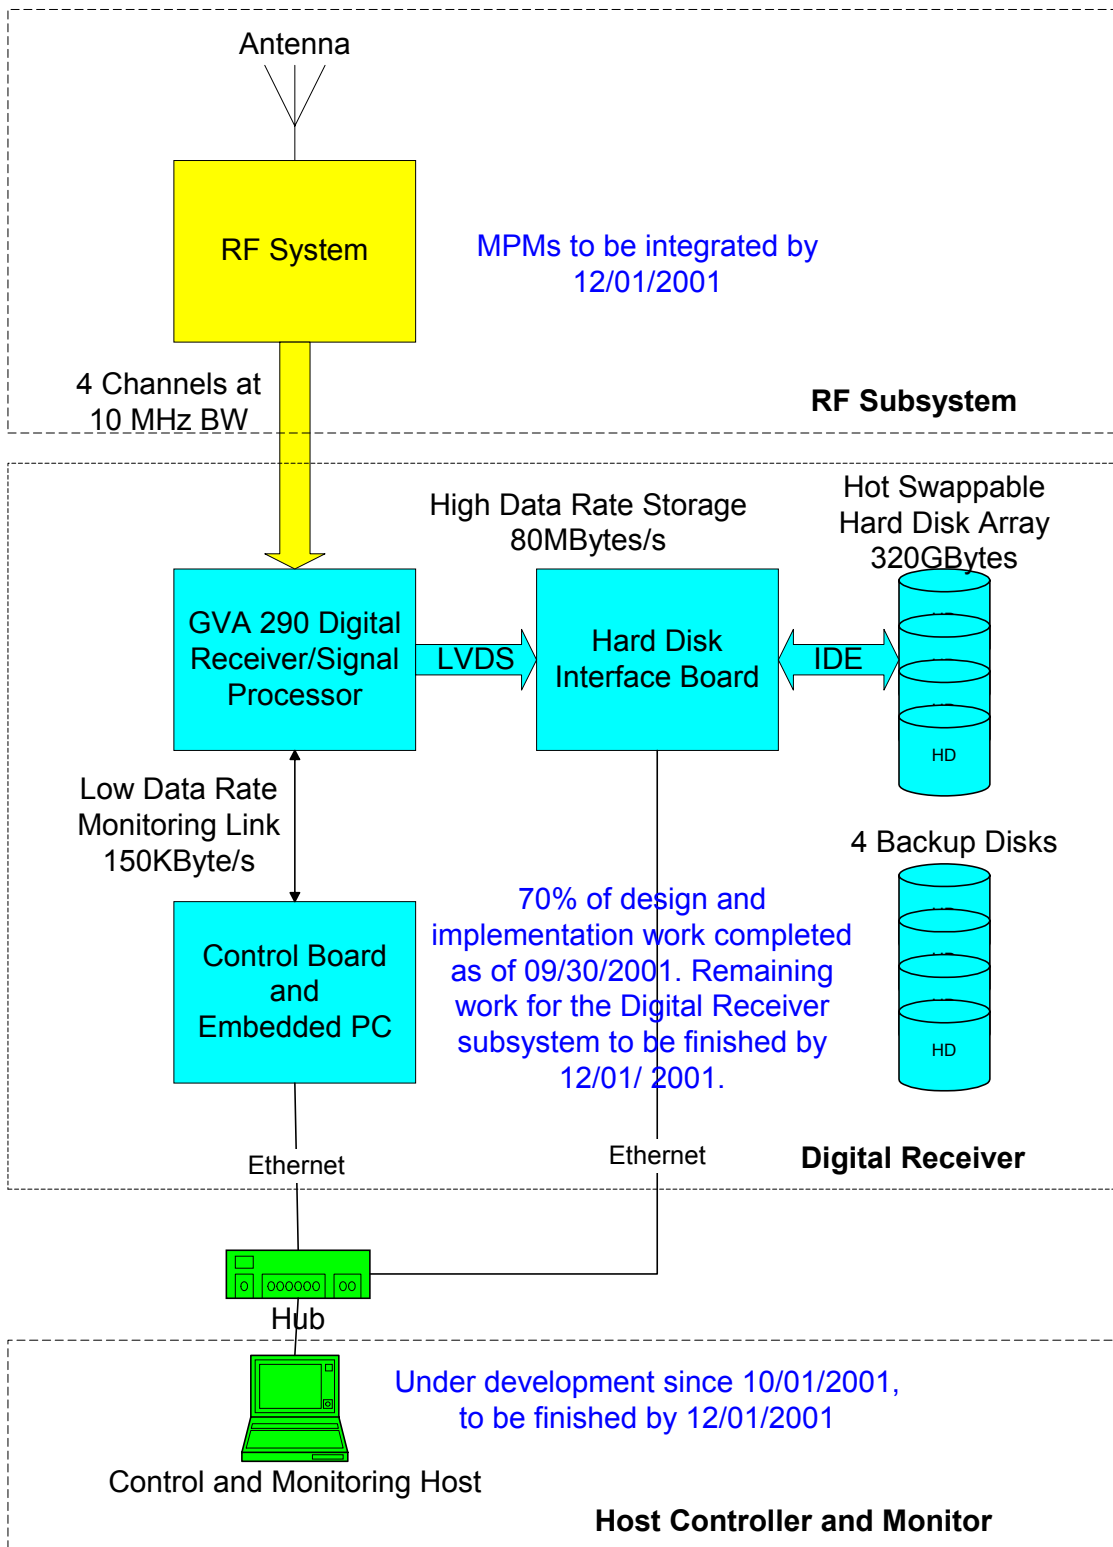 Antenna
RF System
MPMs to be integrated by
12/01/2001
4 Channels at
10 MHz BW
RF Subsystem
High Data Rate Storage
80MBytes/s
Hot Swappable
Hard Disk Array
320GBytes
GVA 290 Digital
Receiver/Signal
Processor
LVDS
Hard Disk
Interface Board
IDE
HD
Low Data Rate
Monitoring Link
150KByte/s
4 Backup Disks
HD
Control Board
and
Embedded PC
70% of design and
implementation work completed
as of 09/30/2001. Remaining
work for the Digital Receiver
subsystem to be finished by
12/01/ 2001.
Ethernet
Ethernet
Digital Receiver
Hub
Under development since 10/01/2001,
to be finished by 12/01/2001
Control and Monitoring Host
Host Controller and Monitor